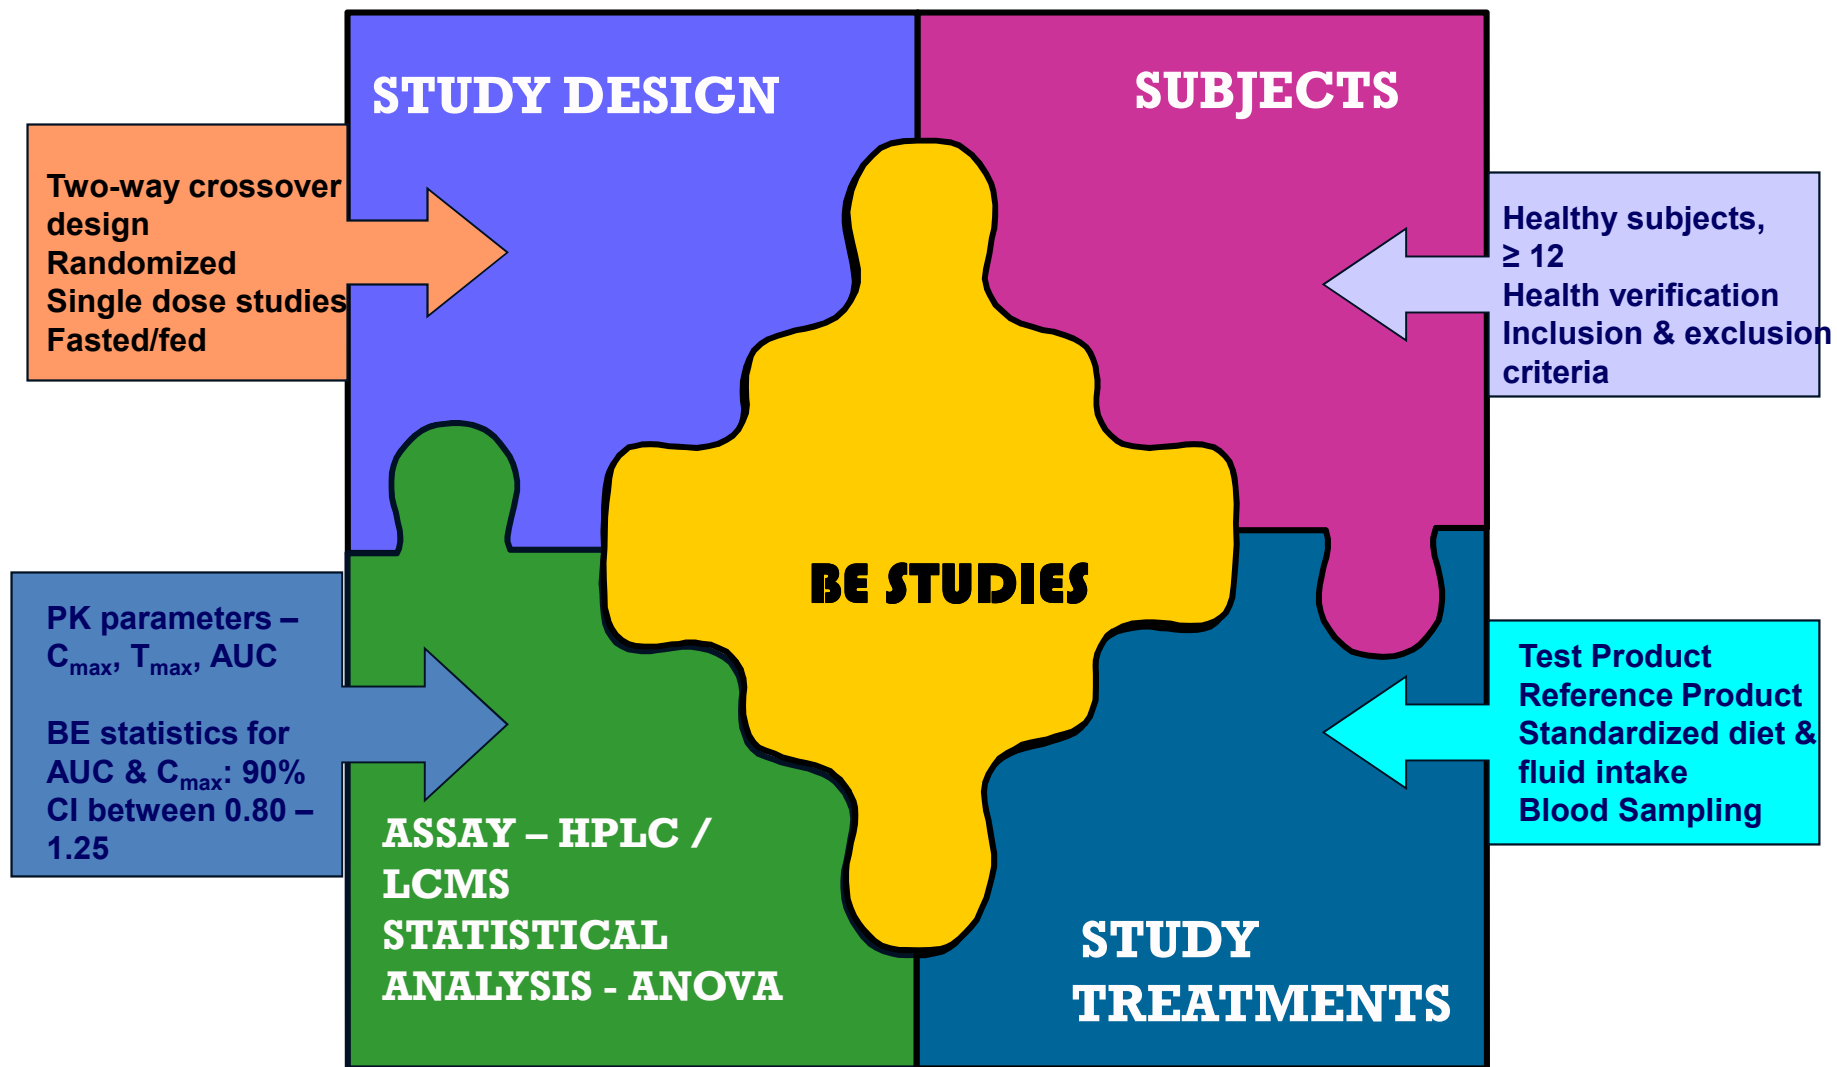 STUDY DESIGN
SUBJECTS
Two-way crossover
design
Randomized
Single dose studies
Fasted/fed
Healthy subjects,
≥ 12
Health verification
Inclusion & exclusion
criteria
BE STUDIES
PK parameters –
Cmax, Tmax, AUC
BE statistics for
AUC & Cmax: 90%
CI between 0.80 –
1.25
Test Product
Reference Product
Standardized diet &
fluid intake
Blood Sampling
ASSAY – HPLC /
LCMS
STATISTICAL
ANALYSIS - ANOVA
STUDY
TREATMENTS